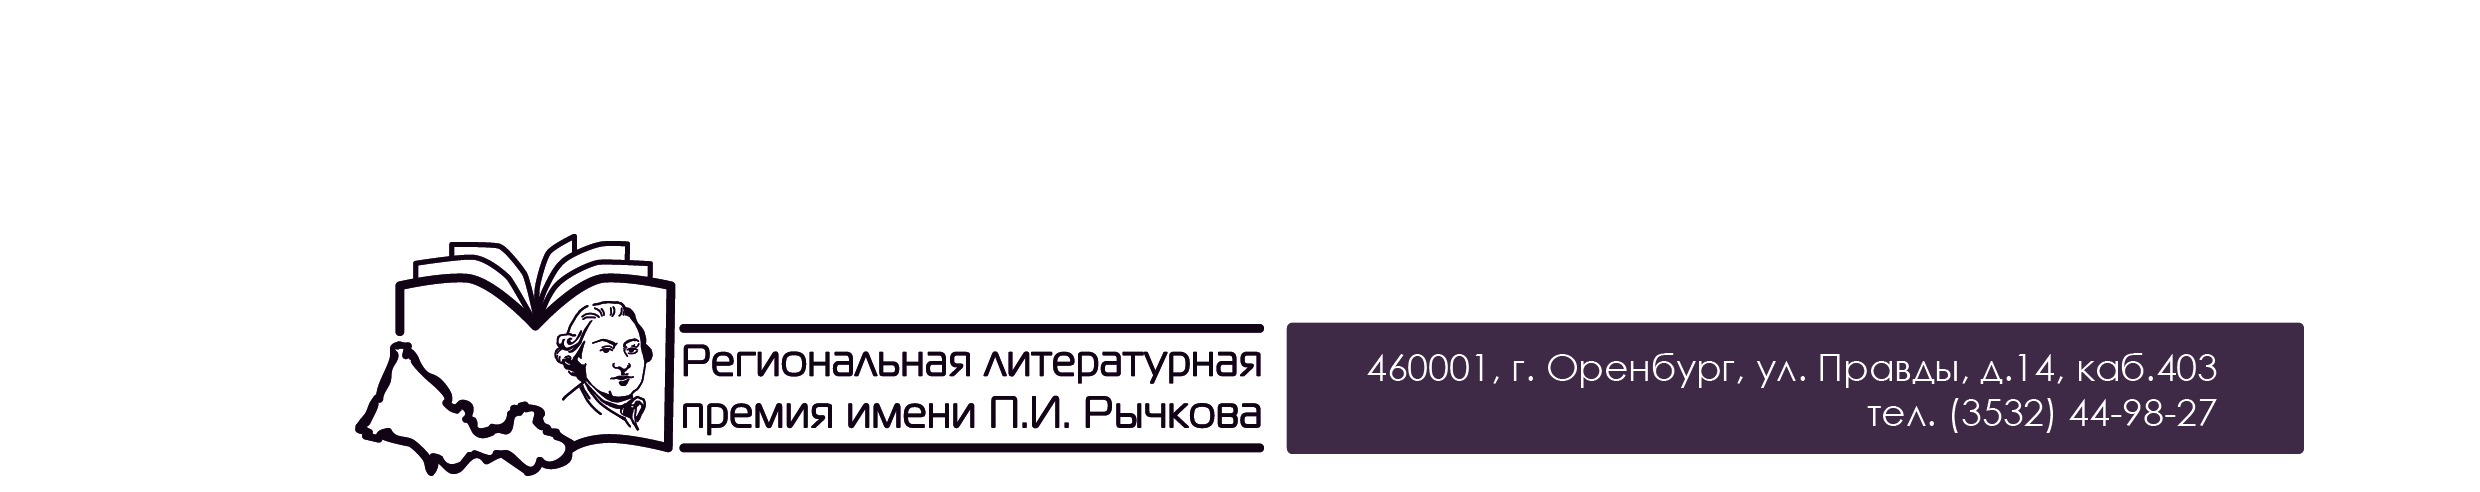 Региональная литературная
премия имени П.И. Рычкова
460001, г. Оренбург, ул. Правды, д.14, каб.403
тел. (3532) 44-98-27